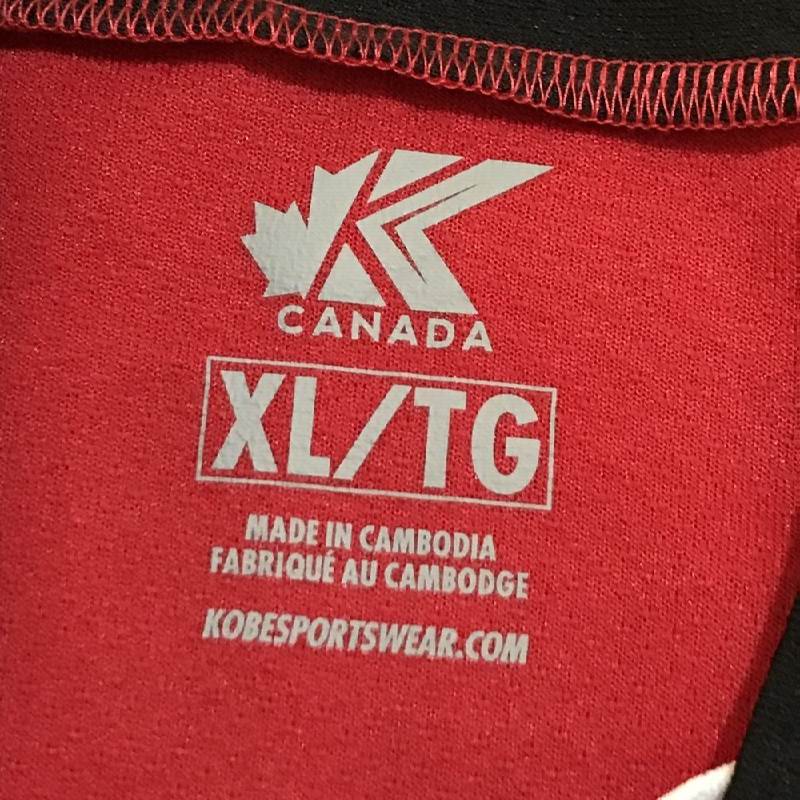 K
CANADA
XL/TG
MADE IN CAMBODIA
FABRIQUÉ AU CAMBODGE
KOBESPORTSWEAR.COM